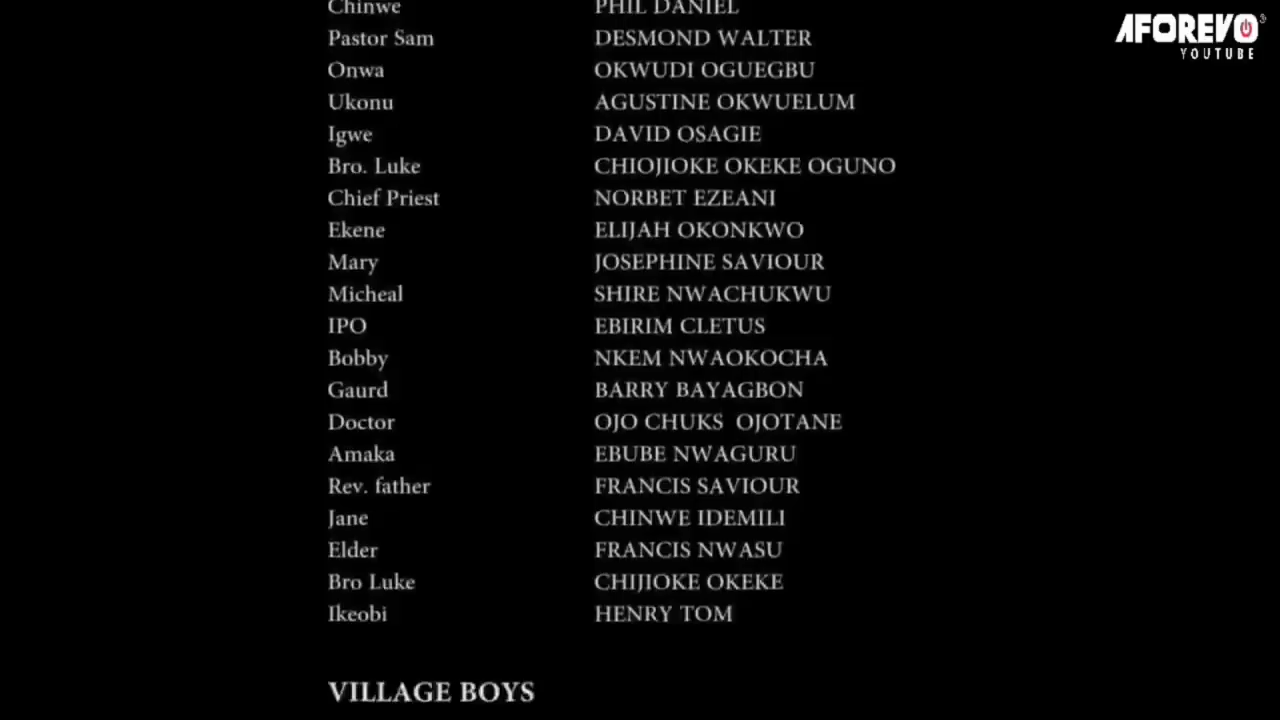 Chinwe PHIL DANIEL
AFOREVO
YOUTUBE
Pastor Sam DESMOND WALTER
Onwa OKWUDI OGUEGBU
Ukonu AGUSTINE OKWUELUM
Igwe DAVID OSAGIE
Bro. Luke CHIOJIOKE OKEKE OGUNO
Chief Priest NORBET EZEANI
Ekene ELIJAH OKONKWO
Mary JOSEPHINE SAVIOUR
Micheal SHIRE NWACHUKWU
IPO EBIRIM CLETUS
Bobby NKEM NWAOKOCHA
Gaurd BARRY BAYAGBON
Doctor OJO CHUKS OJOTANE
Amaka EBUBE NWAGURU
Rev. father FRANCIS SAVIOUR
Jane CHINWE IDEMILI
Elder FRANCIS NWASU
Bro Luke CHIJIOKE OKEKE
Ikeobi HENRY TOM
VILLAGE BOYS